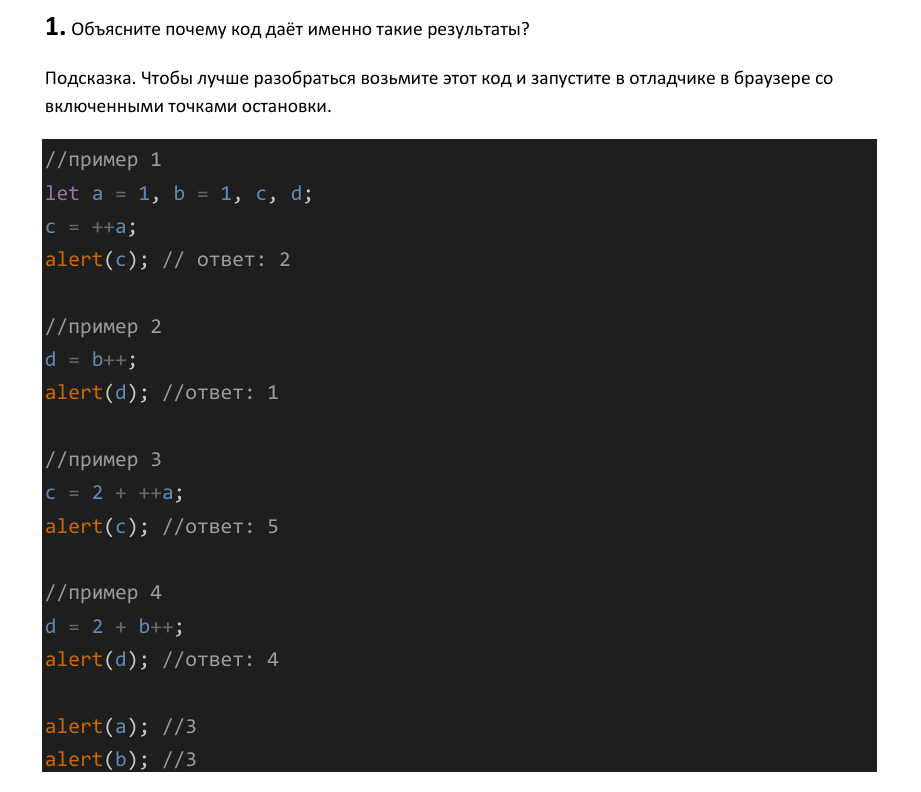 1. Объясните почему код даёт именно такие результаты?
Подсказка. Чтобы лучше разобраться возьмите этот код и запустите в отладчике в браузере со
включенными точками остановки.
//пример 1
let a = 1, b = 1, c, d;
c = ++a;
alert(c); // ответ: 2
//пример 2
d = b++;
alert(d); //ответ: 1
//пример 3
c = 2 + ++a;
alert(c); //ответ: 5
//пример 4
d = 2 + b++;
alert(d); //ответ: 4
alert(a); //3
alert(b); //3